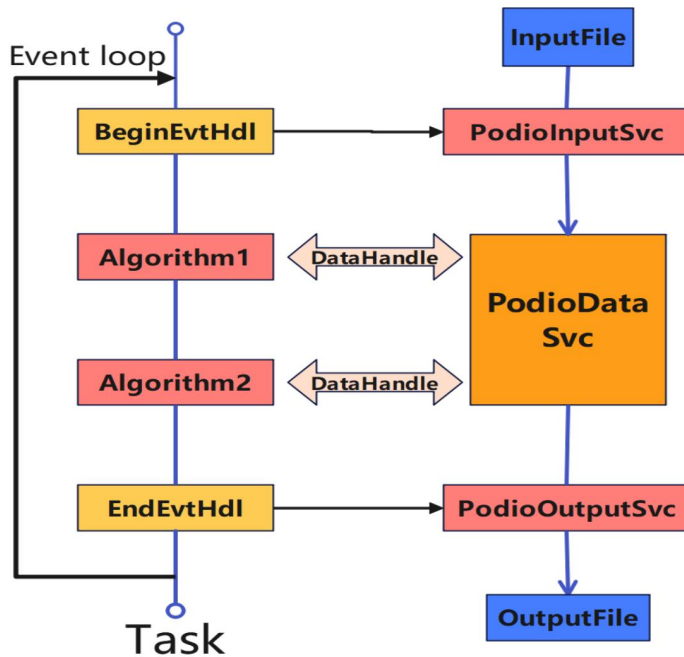 InputFile
Event loop
BeginEvtHdl
PodioInputSvc
Algorithm1
DataHandle
PodioData
Svc
Algorithm2
DataHandle
EndEvtHdl
PodioOutputSvc
OutputFile
Task